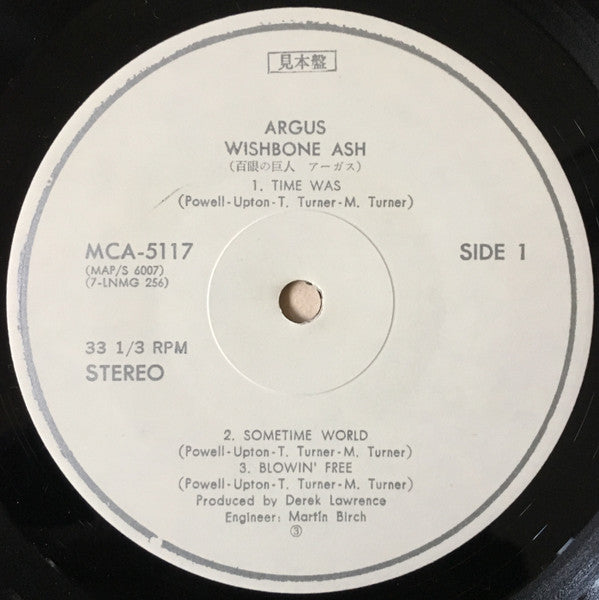 見本盤
ARGUS
WISHBONE ASH
(百眼の巨人 アーガス)
1. TIME WAS
(Powell-Upton-T. Turner-M. Turner)
MCA-5117
(MAP/S 6007)
(7-LNMG 256)
SIDE 1
33 1/3 RPM
STEREO
2. SOMETIME WORLD
(Powell-Upton-T. Turner-M. Turner)
3. BLOWIN' FREE
(Powell-Upton-T. Turner-M. Turner)
Produced by Derek Lawrence
Engineer: Martin Birch
③